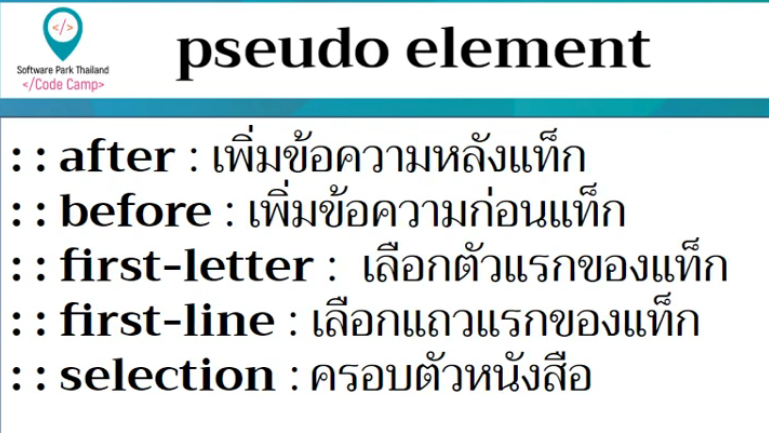 </>
Software Park Thailand
</Code Camp>
pseudo element
: : after : เพิ่มข้อความหลังแท็ก
: : before : เพิ่มข้อความก่อนแท็ก
: : first-letter :  เลือกตัวแรกของแท็ก
: : first-line : เลือกแถวแรกของแท็ก
: : selection : ครอบตัวหนังสือ